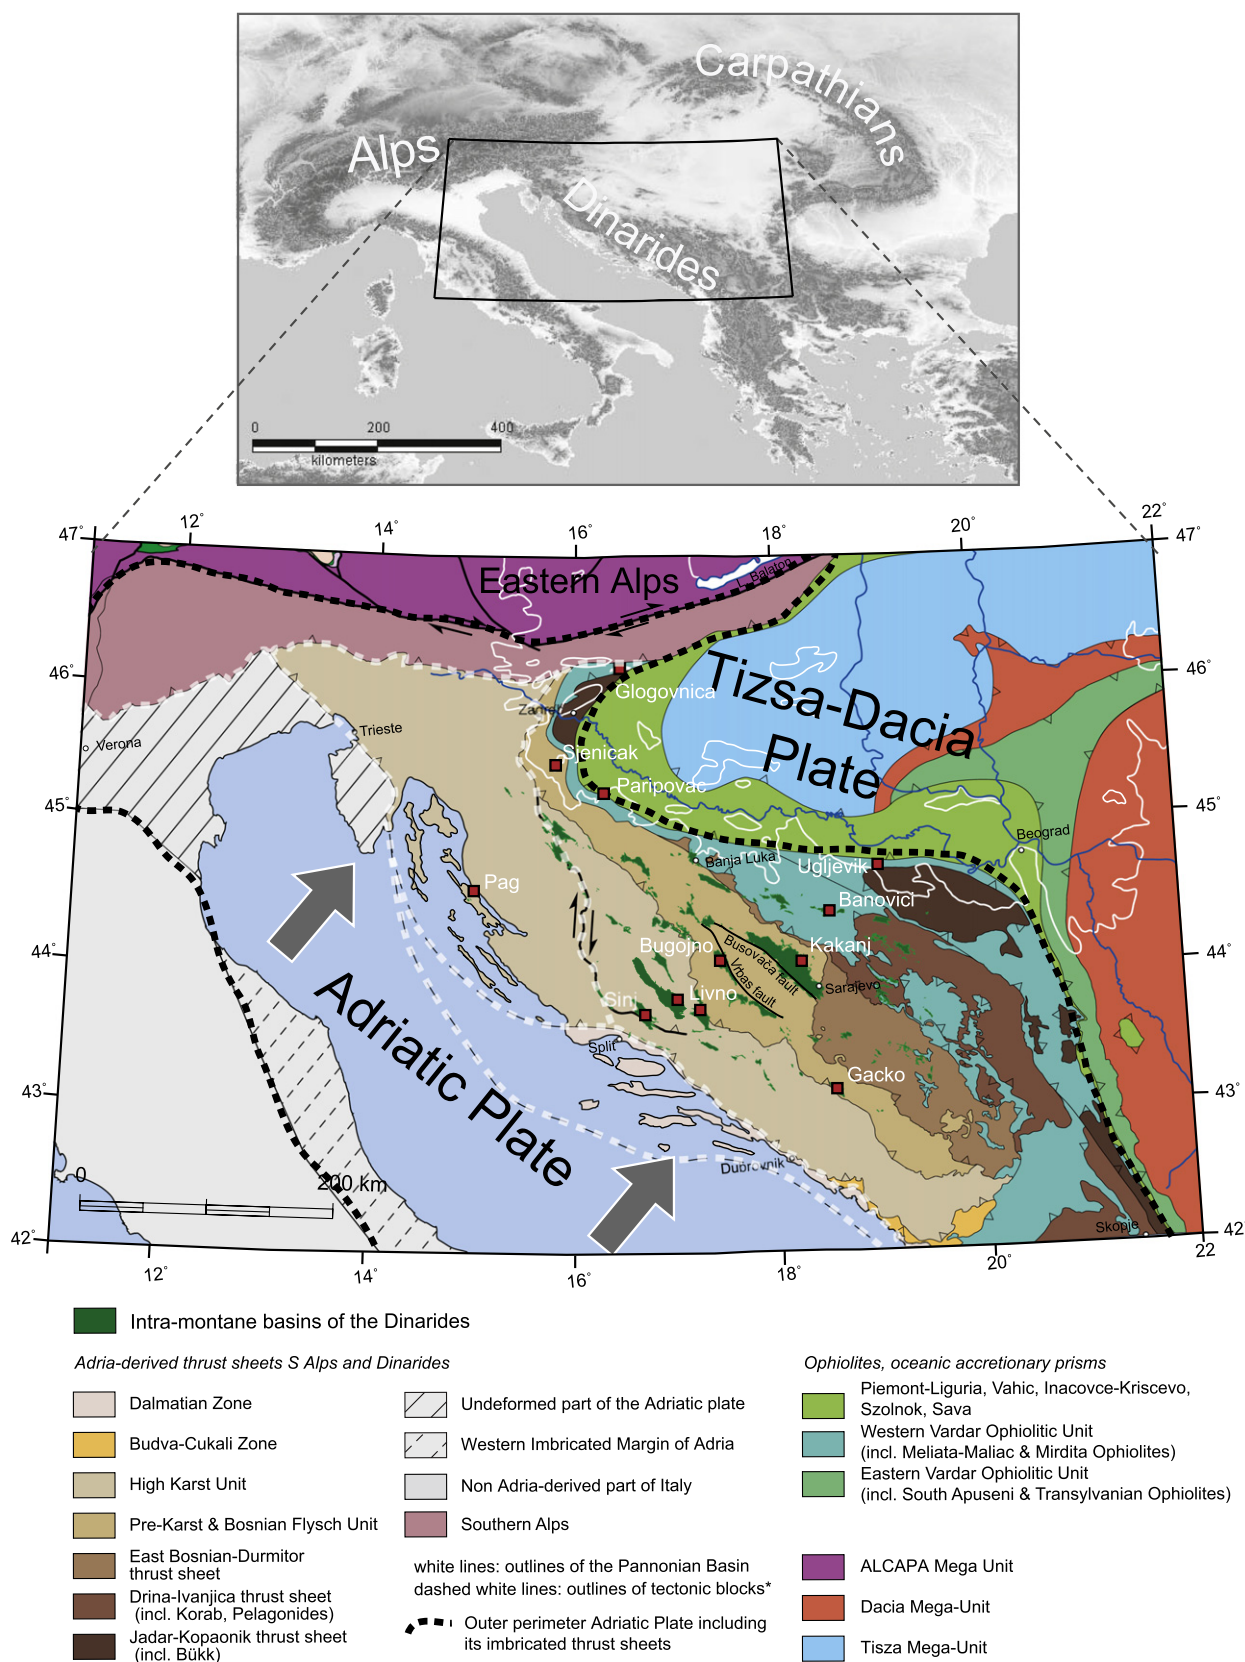 Carpathians
Alps
Dinarides
0 200 400
kilometers
22°
47° 12° 14° 16° 18° 20° 47°
Eastern Alps
L. Balaton
46° 46°
Tizsa-Dacia
Plate
Glogovnica
Zagreb
Trieste
Verona
Sjenicak
Paripovac
45° 45°
Beograd
Banja Luka
Ugljevik
Pag
Banovici
44° 44°
Bugojno
Busovača fault
Vrbas fault
Kakanj
Sarajevo
Sinj
Livno
Split
Adriatic Plate
Gacko
43° 43°
Dubrovnik
0 200 km
Skopje
42° 42
12° 14° 16° 18° 20° 22
Intra-montane basins of the Dinarides
Adria-derived thrust sheets S Alps and Dinarides
Dalmatian Zone
Budva-Cukali Zone
High Karst Unit
Pre-Karst & Bosnian Flysch Unit
East Bosnian-Durmitor
thrust sheet
Drina-Ivanjica thrust sheet
(incl. Korab, Pelagonides)
Jadar-Kopaonik thrust sheet
(incl. Bükk)
Undeformed part of the Adriatic plate
Western Imbricated Margin of Adria
Non Adria-derived part of Italy
Southern Alps
white lines: outlines of the Pannonian Basin
dashed white lines: outlines of tectonic blocks*
Outer perimeter Adriatic Plate including
its imbricated thrust sheets
Ophiolites, oceanic accretionary prisms
Piemont-Liguria, Vahic, Inacovce-Kriscevo,
Szolnok, Sava
Western Vardar Ophiolitic Unit
(incl. Meliata-Maliac & Mirdita Ophiolites)
Eastern Vardar Ophiolitic Unit
(incl. South Apuseni & Transylvanian Ophiolites)
ALCAPA Mega Unit
Dacia Mega-Unit
Tisza Mega-Unit